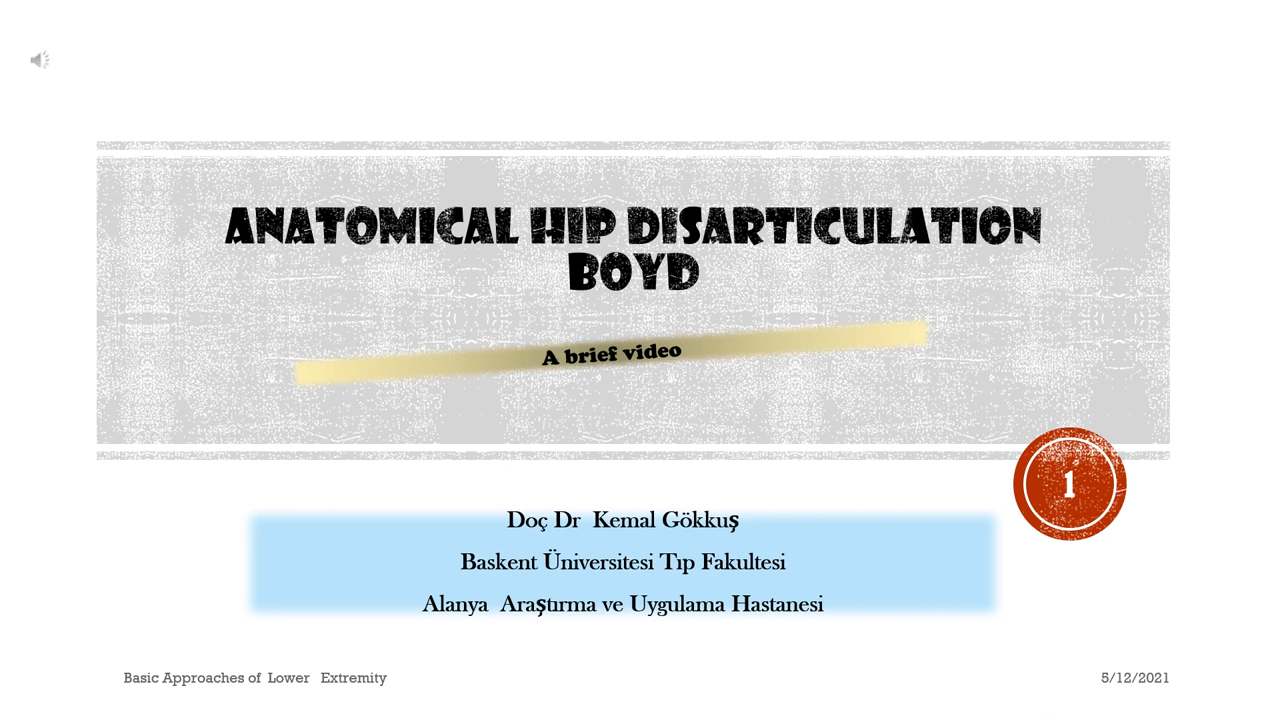 ANATOMICAL HIP DISARTICULATION
BOYD
A brief video
1
Doç Dr Kemal Gökkuş
Baskent Üniversitesi Tıp Fakultesi
Alanya Araştırma ve Uygulama Hastanesi
Basic Approaches of Lower Extremity
5/12/2021